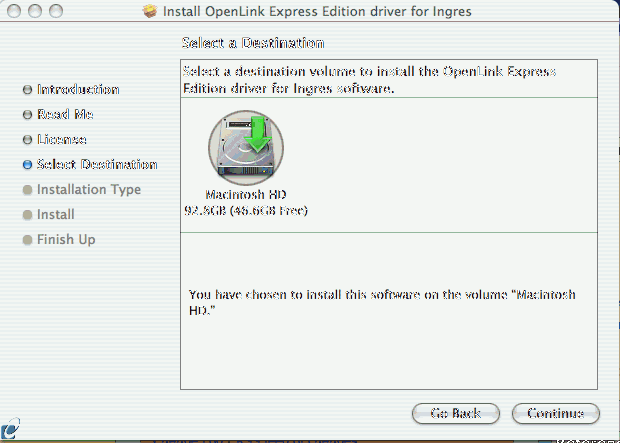 Install OpenLink Express Edition driver for Ingres
Select a Destination
Introduction
Read Me
License
Select Destination
Installation Type
Install
Finish Up
Select a destination volume to install the OpenLink Express
Edition driver for Ingres software.
Macintosh HD
92.8GB (46.6GB Free)
You have chosen to install this software on the volume "Macintosh
HD."
Go Back
Continue